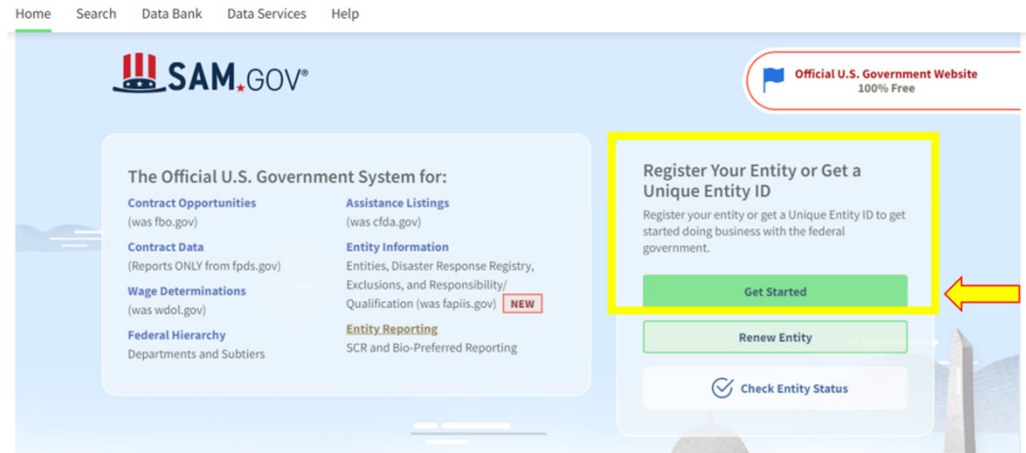 Home Search Data Bank Data Services Help
SAM.GOV®
Official U.S. Government Website
100% Free
The Official U.S. Government System for:
Contract Opportunities
(was fbo.gov)
Contract Data
(Reports ONLY from fpds.gov)
Wage Determinations
(was wdol.gov)
Federal Hierarchy
Departments and Subtiers
Assistance Listings
(was cfda.gov)
Entity Information
Entities, Disaster Response Registry,
Exclusions, and Responsibility/
Qualification (was fapiis.gov) NEW
Entity Reporting
SCR and Bio-Preferred Reporting
Register Your Entity or Get a
Unique Entity ID
Register your entity or get a Unique Entity ID to get
started doing business with the federal
government.
Get Started
Renew Entity
Check Entity Status